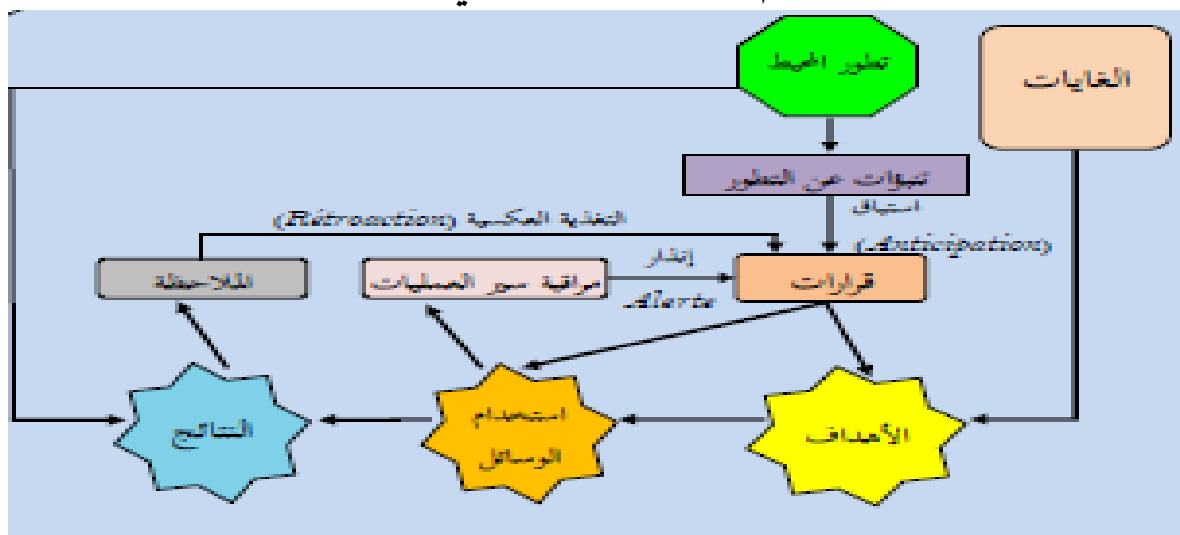 الغايات
تطور المحيط
تنبؤات عن التطور
استباق
(Anticipation)
التغذية العكسية (Rétroaction)
إنذار
Alerte
قرارات
مراقبة سير العمليات
الملاحظة
الأهداف
استخدام
الوسائل
النتائج